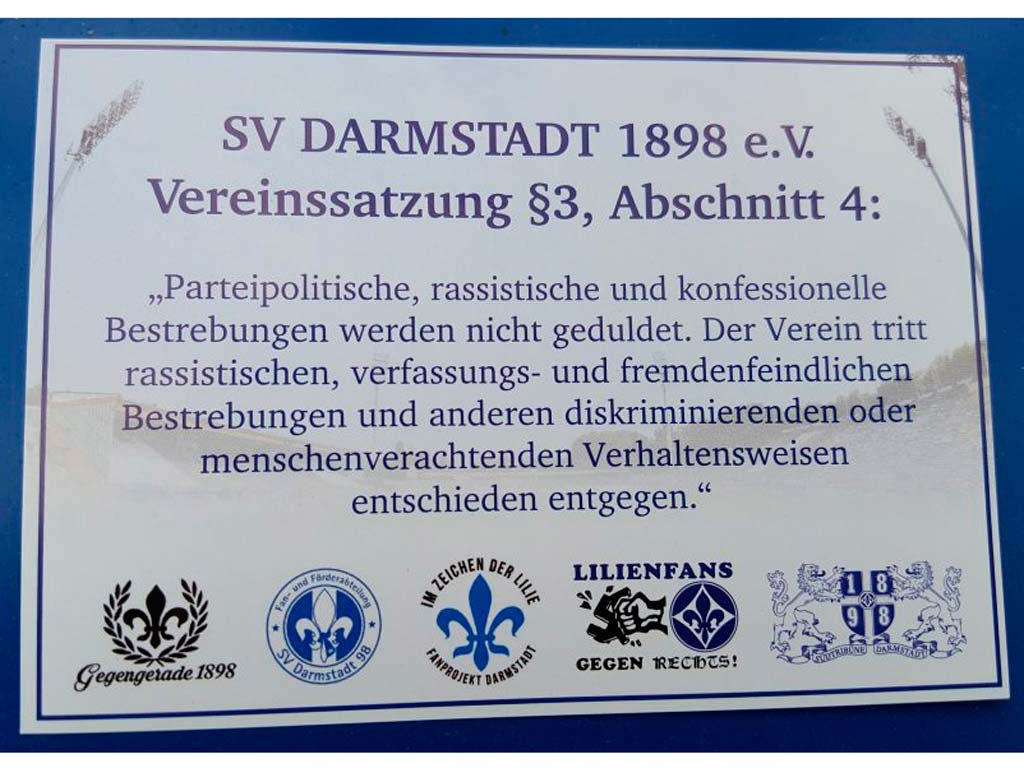 SV DARMSTADT 1898 e.V.
Vereinssatzung §3, Abschnitt 4:
„Parteipolitische, rassistische und konfessionelle
Bestrebungen werden nicht geduldet. Der Verein tritt
rassistischen, verfassungs- und fremdenfeindlichen
Bestrebungen und anderen diskriminierenden oder
menschenverachtenden Verhaltensweisen
entschieden entgegen.“
Gegengerade 1898
Fan- und Förderabteilung
SV Darmstadt 98
IM ZEICHEN DER LILIE
FANPROJEKT DARMSTADT
LILIENFANS
GEGEN RECHTS!
18
98
SÜDTRIBÜNE DARMSTADT